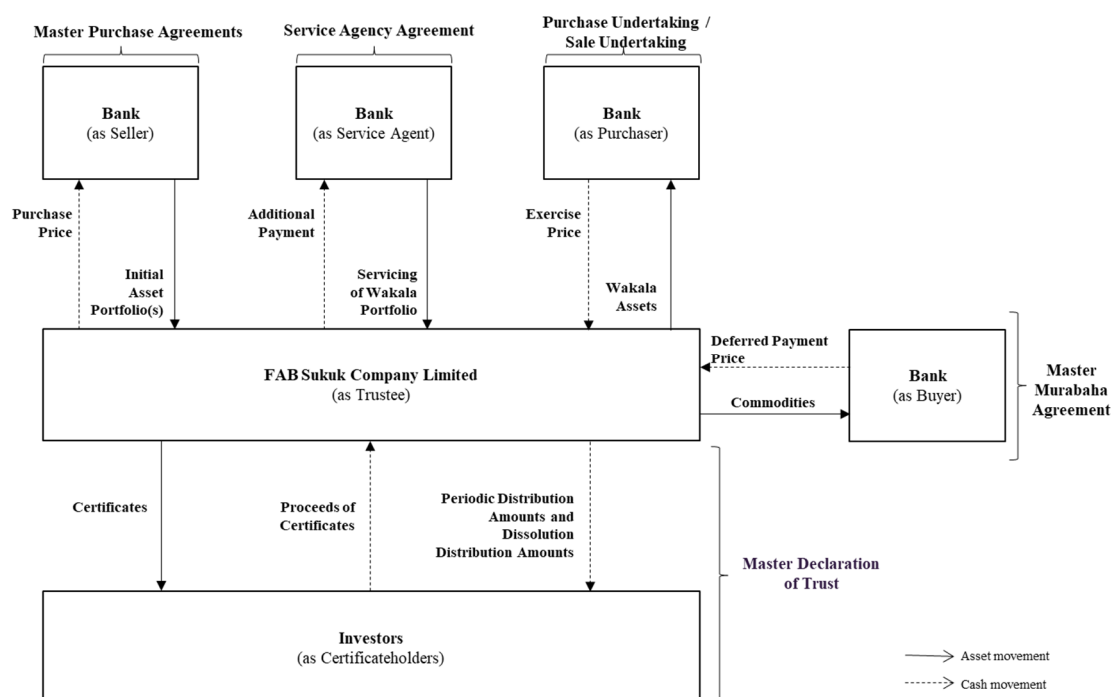 Master Purchase Agreements
Service Agency Agreement
Purchase Undertaking /
Sale Undertaking
Bank
(as Seller)
Bank
(as Service Agent)
Bank
(as Purchaser)
Purchase
Price
Initial
Asset
Portfolio(s)
Additional
Payment
Servicing
of Wakala
Portfolio
Exercise
Price
Wakala
Assets
FAB Sukuk Company Limited
(as Trustee)
Deferred Payment
Price
Commodities
Bank
(as Buyer)
Master
Murabaha
Agreement
Certificates
Proceeds of
Certificates
Periodic Distribution
Amounts and
Dissolution
Distribution Amounts
Master Declaration
of Trust
Investors
(as Certificateholders)
Asset movement
Cash movement